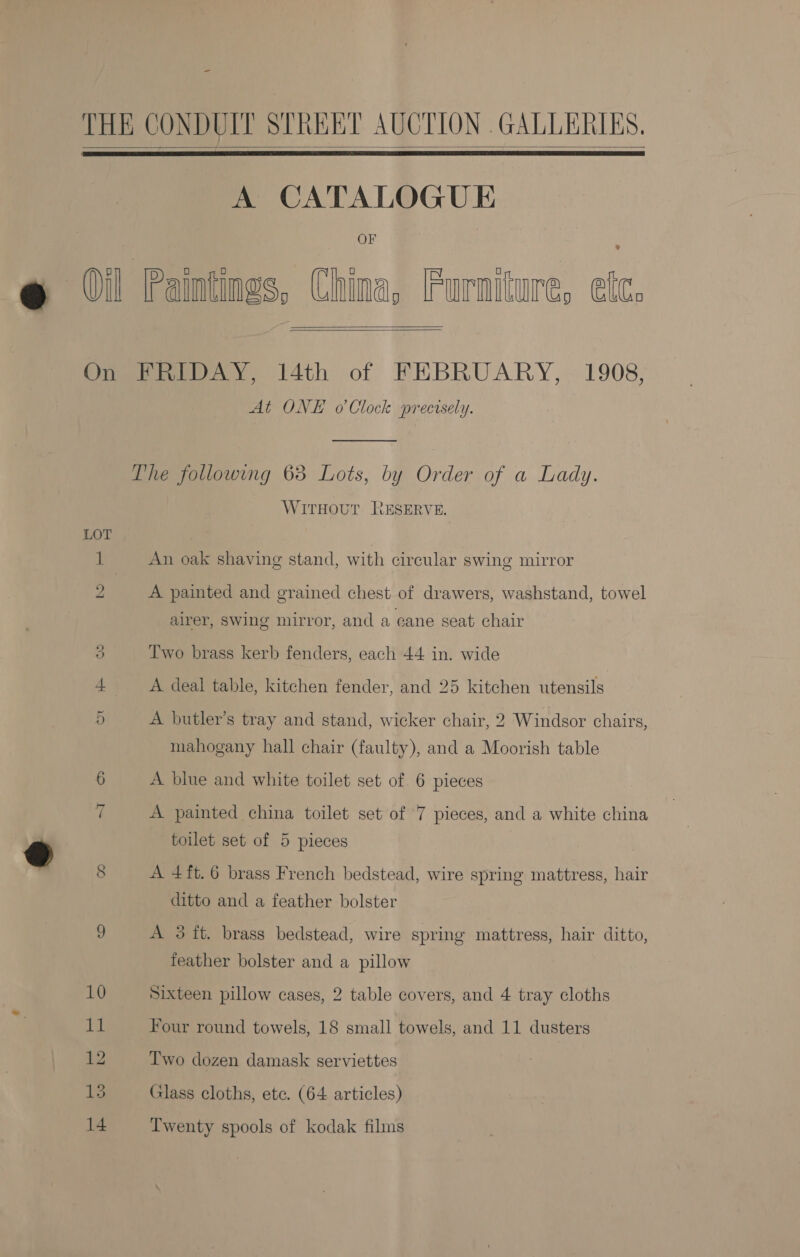 THE CONDUIT STREET AUCTION GALLERIES.
A CATALOGUE
OF
Oil Paintings, China, Furniture, etc.
On FRIDAY, 14th of FEBRUARY, 1908,
At ONE o'Clock precisely.
The following 63 Lots, by Order of a Lady.
WITHOUT RESERVE.
LOT
1 An oak shaving stand, with circular swing mirror
2 A painted and grained chest of drawers, washstand, towel
airer, swing mirror, and a cane seat chair
3 Two brass kerb fenders, each 44 in. wide
4 A deal table, kitchen fender, and 25 kitchen utensils
5 A butler's tray and stand, wicker chair, 2 Windsor chairs,
mahogany hall chair (faulty), and a Moorish table
6 A blue and white toilet set of 6 pieces
7 A painted china toilet set of 7 pieces, and a white china
toilet set of 5 pieces
8 A 4 ft. 6 brass French bedstead, wire spring mattress, hair
ditto and a feather bolster
9 A 3 ft. brass bedstead, wire spring mattress, hair ditto,
feather bolster and a pillow
10 Sixteen pillow cases, 2 table covers, and 4 tray cloths
11 Four round towels, 18 small towels, and 11 dusters
12 Two dozen damask serviettes
13 Glass cloths, etc. (64 articles)
14 Twenty spools of kodak films